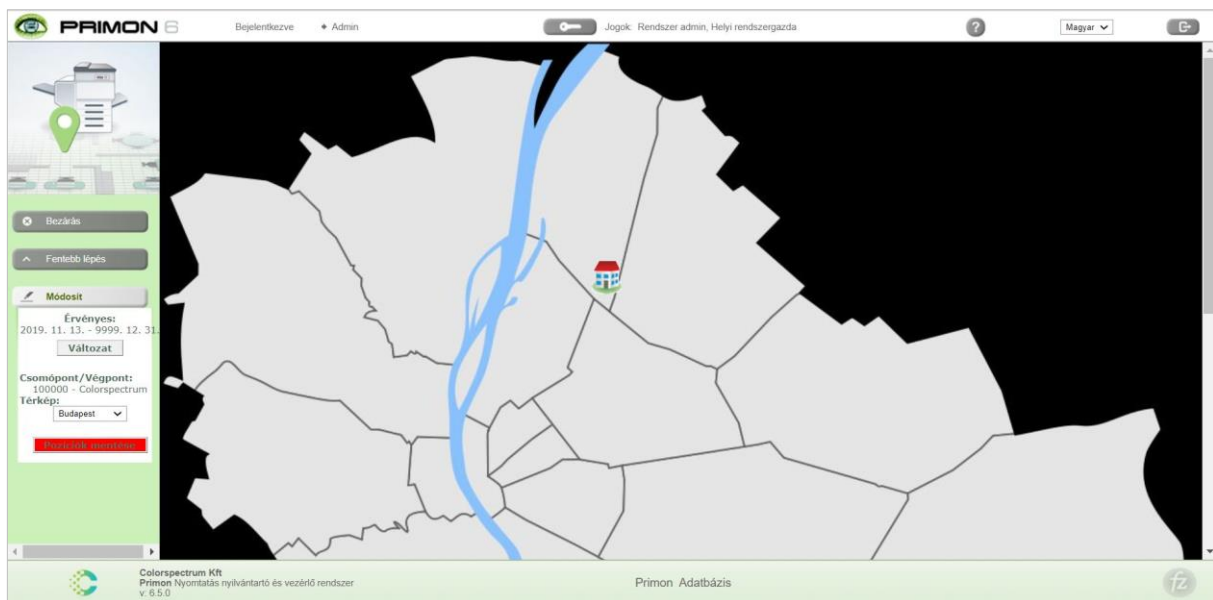 PRIMON 6
Bejelentkezve
Admin
Jogok: Rendszer admin, Helyi rendszergazda
?
Magyar
Bezárás
Fentebb lépés
Módosít
Érvényes:
2019. 11. 13. - 9999. 12. 31.
Változat
Csomópont/Végpont:
100000 - Colorspectrum
Térkép:
Budapest
Pozíciók mentése
Colorspectrum Kft
Primon Nyomtatás nyilvántartó és vezérlő rendszer
v: 6.5.0
Primon Adatbázis
fz